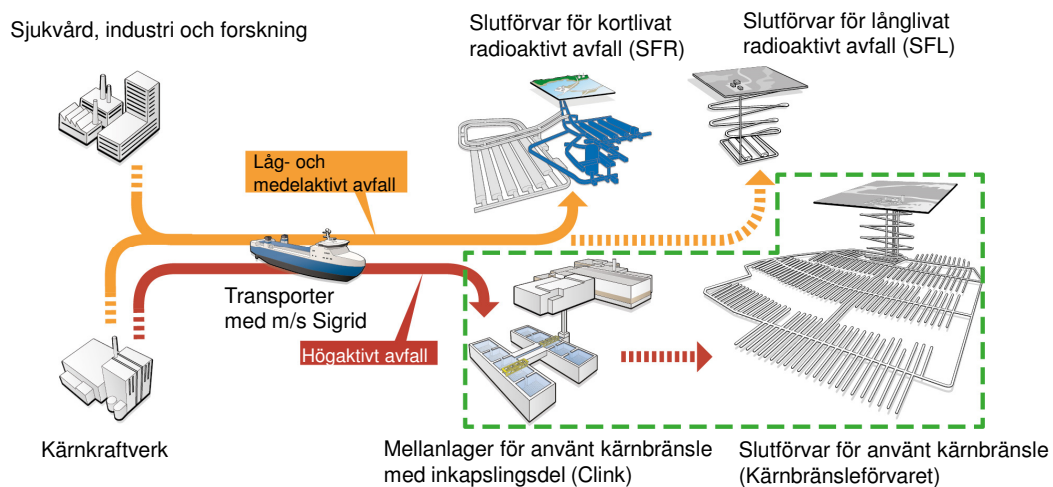 Sjukvård, industri och forskning
Slutförvar för kortlivat
radioaktivt avfall (SFR)
Slutförvar för långlivat
radioaktivt avfall (SFL)
Låg- och
medelaktivt avfall
Transporter
med m/s Sigrid
Högaktivt avfall
Kärnkraftverk
Mellanlager för använt kärnbränsle
med inkapslingsdel (Clink)
Slutförvar för använt kärnbränsle
(Kärnbränsleförvaret)